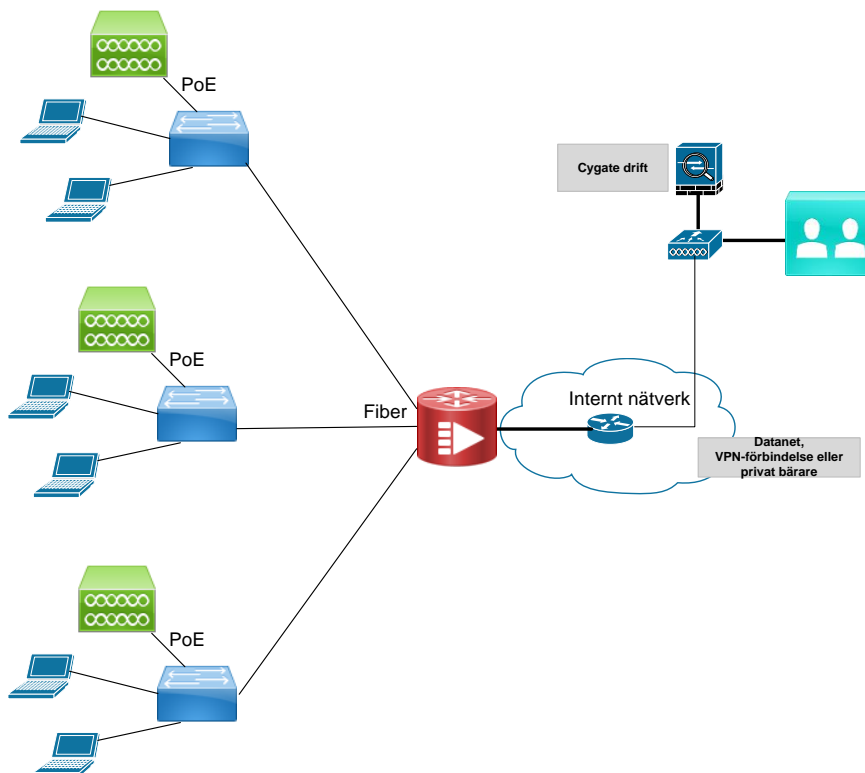 PoE
Cygate drift
PoE
Fiber
Internt nätverk
Datanet,
VPN-förbindelse eller
privat bärare
PoE